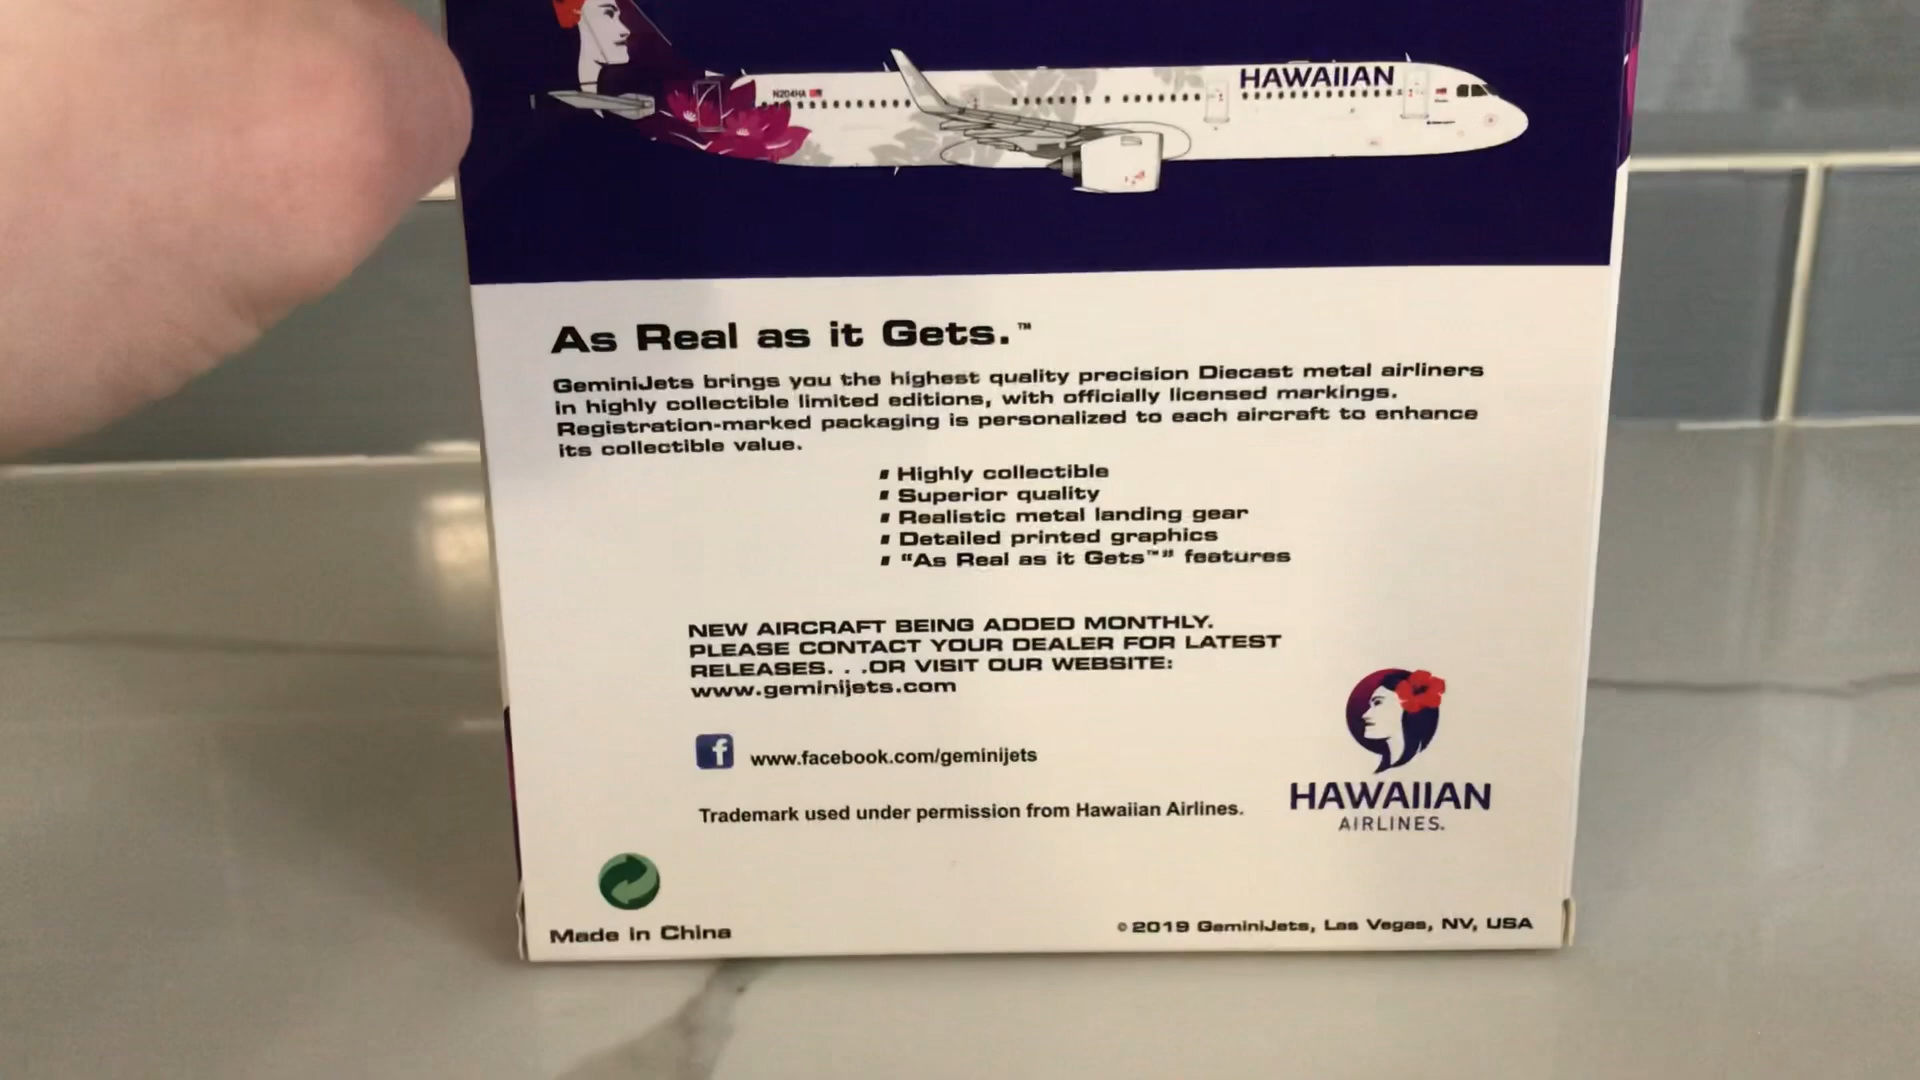 HAWAIIAN
N204HA
As Real as it Gets.™
GeminiJets brings you the highest quality precision Diecast metal airliners
in highly collectible limited editions, with officially licensed markings.
Registration-marked packaging is personalized to each aircraft to enhance
its collectible value.
▪ Highly collectible
▪ Superior quality
▪ Realistic metal landing gear
▪ Detailed printed graphics
▪ “As Real as it Gets™” features
NEW AIRCRAFT BEING ADDED MONTHLY.
PLEASE CONTACT YOUR DEALER FOR LATEST
RELEASES. . .OR VISIT OUR WEBSITE:
www.geminijets.com
f www.facebook.com/geminijets
Trademark used under permission from Hawaiian Airlines.
HAWAIIAN
AIRLINES.
Made in China
© 2019 GeminiJets, Las Vegas, NV, USA